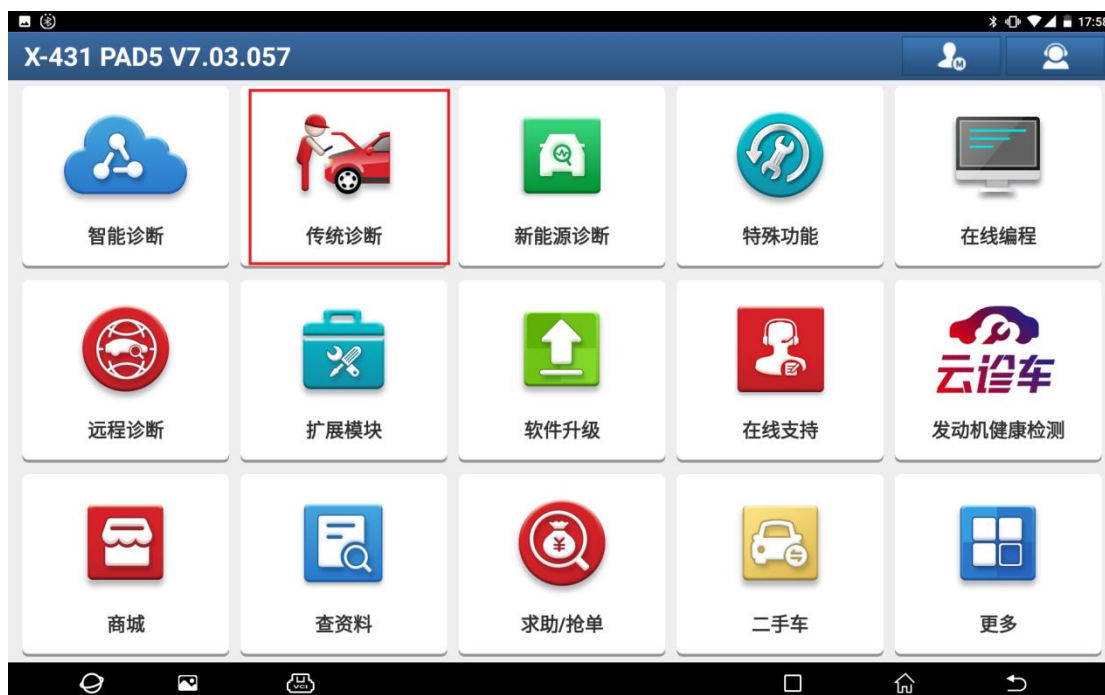 17:58
X-431 PAD5 V7.03.057
M
智能诊断
传统诊断
新能源诊断
特殊功能
在线编程
云诊车
远程诊断
扩展模块
软件升级
在线支持
发动机健康检测
¥
商城
查资料
求助/抢单
二手车
更多
VCI